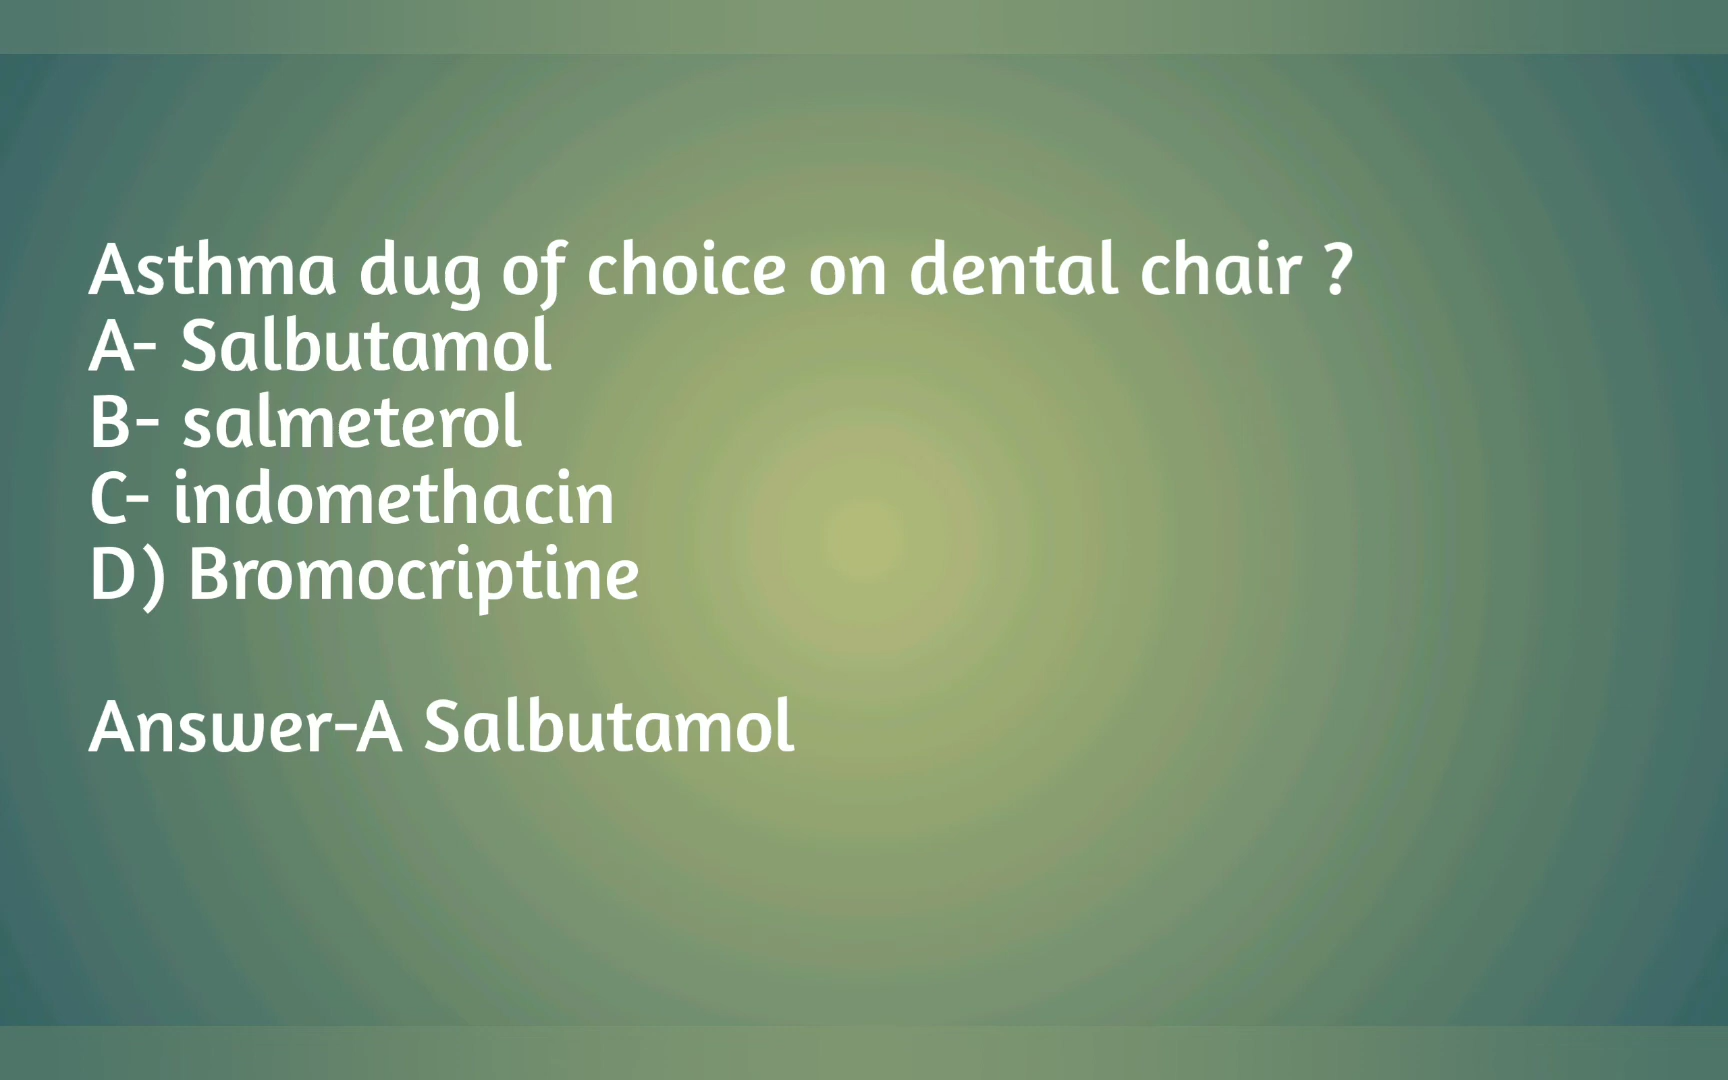 Asthma dug of choice on dental chair ?
A- Salbutamol
B- salmeterol
C- indomethacin
D) Bromocriptine
Answer-A Salbutamol